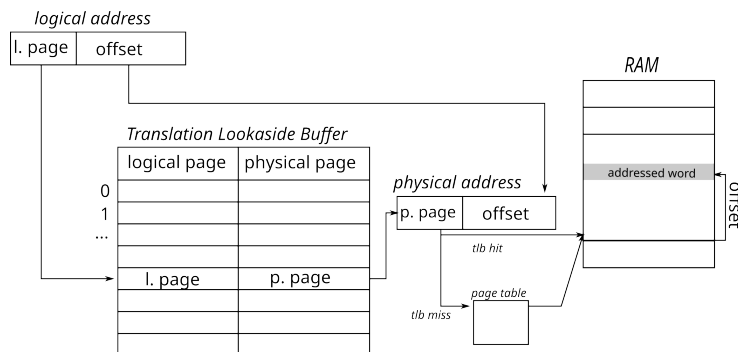 logical address
l. page offset
RAM
Translation Lookaside Buffer
logical page physical page
addressed word
0
physical address
1
p. page offset
offset
...
tlb hit
l. page p. page
page table
tlb miss